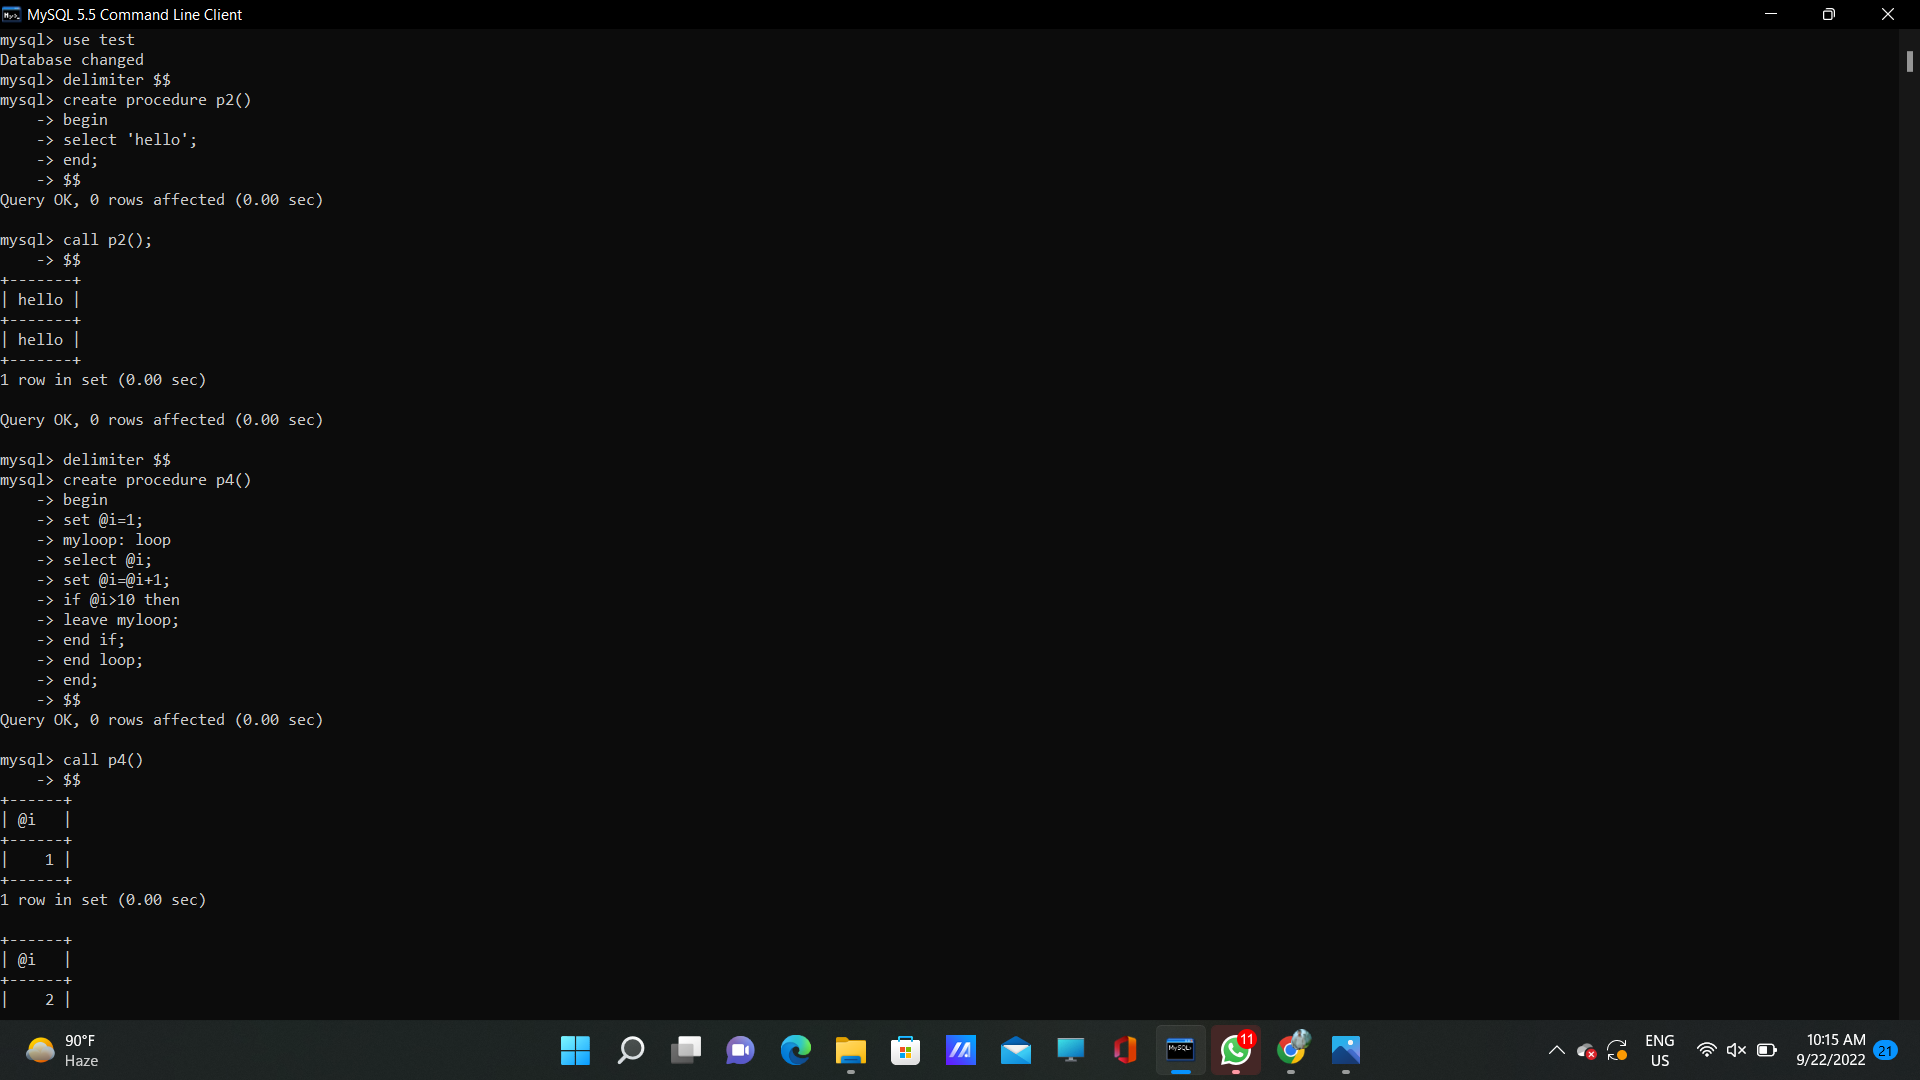 MySQL 5.5 Command Line Client
mysql> use test
Database changed
mysql> delimiter $$
mysql> create procedure p2()
    -> begin
    -> select 'hello';
    -> end;
    -> $$
Query OK, 0 rows affected (0.00 sec)

mysql> call p2();
    -> $$
+-------+
| hello |
+-------+
| hello |
+-------+
1 row in set (0.00 sec)

Query OK, 0 rows affected (0.00 sec)

mysql> delimiter $$
mysql> create procedure p4()
    -> begin
    -> set @i=1;
    -> myloop: loop
    -> select @i;
    -> set @i=@i+1;
    -> if @i>10 then
    -> leave myloop;
    -> end if;
    -> end loop;
    -> end;
    -> $$
Query OK, 0 rows affected (0.00 sec)

mysql> call p4()
    -> $$
+------+
| @i   |
+------+
|    1 |
+------+
1 row in set (0.00 sec)

+------+
| @i   |
+------+
|    2 |
90°F
Haze
MySQL
11
ENG
US
10:15 AM
9/22/2022
21